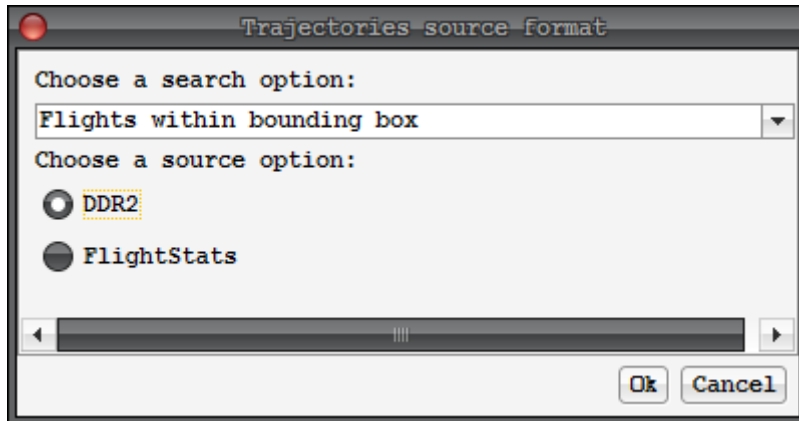 Trajectories source format
Choose a search option:
Flights within bounding box
Choose a source option:
DDR2
FlightStats
Ok Cancel